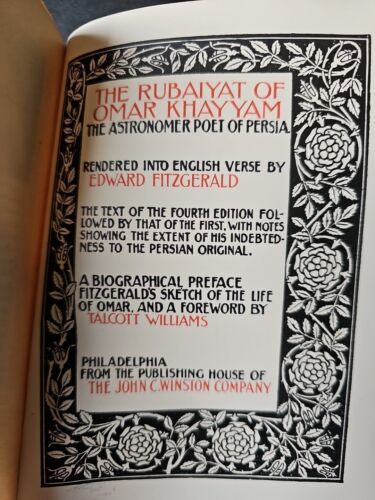 THE RUBAIYAT OF
OMAR KHAYYAM
THE ASTRONOMER POET OF PERSIA.
RENDERED INTO ENGLISH VERSE BY
EDWARD FITZGERALD
THE TEXT OF THE FOURTH EDITION FOL-
LOWED BY THAT OF THE FIRST, WITH NOTES
SHOWING THE EXTENT OF HIS INDEBTED-
NESS TO THE PERSIAN ORIGINAL.
A BIOGRAPHICAL PREFACE
FITZGERALD'S SKETCH OF THE LIFE
OF OMAR, AND A FOREWORD BY
TALCOTT WILLIAMS
PHILADELPHIA
FROM THE PUBLISHING HOUSE OF
THE JOHN C. WINSTON COMPANY